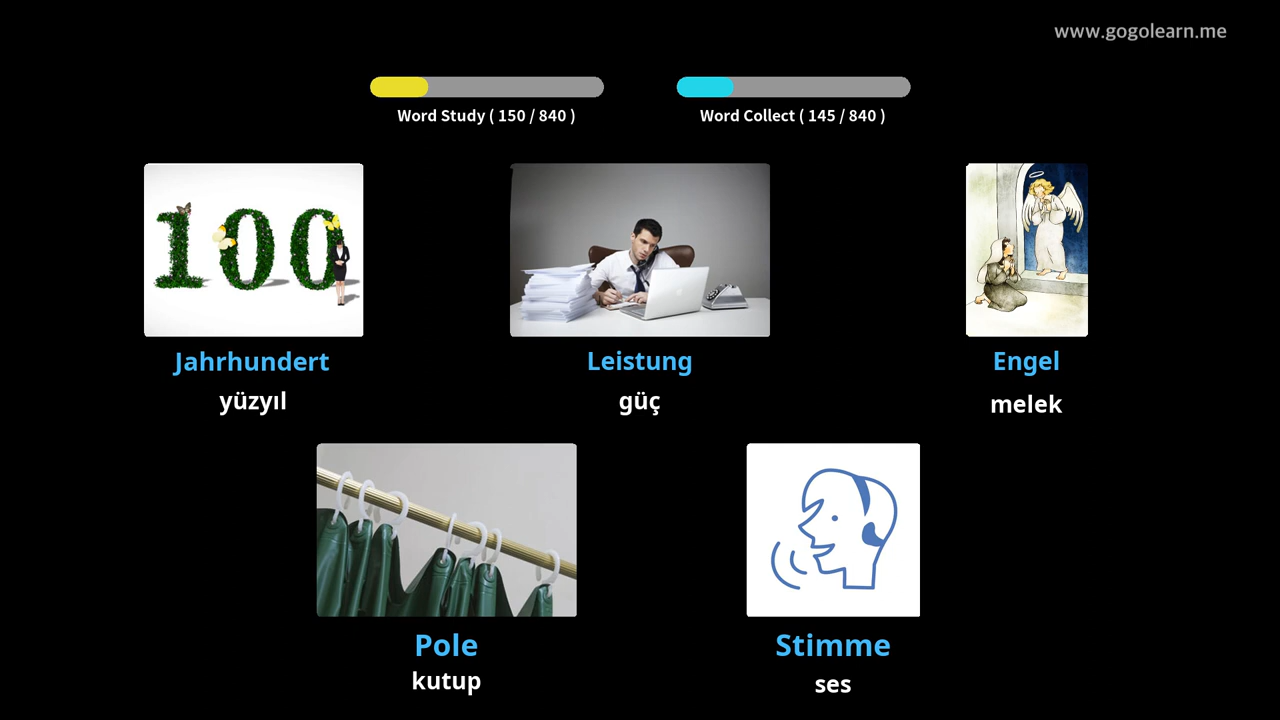 www.gogolearn.me
Word Study ( 150 / 840 )
Word Collect ( 145 / 840 )
100
Jahrhundert
yüzyıl
Leistung
güç
Engel
melek
Pole
kutup
Stimme
ses